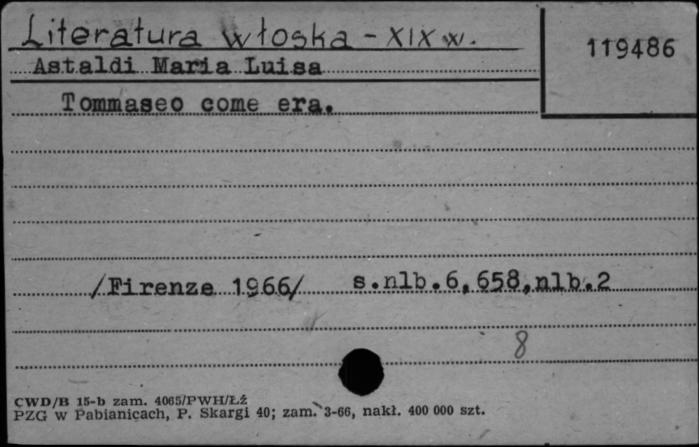 Literatura włoska - XIX w.
119486
Astaldi Maria Luisa
Tommaseo come era.
/Firenze 1966/ s.nlb.6,658,nlb.2
8
CWD/B 15-b zam. 4065/PWH/Łź
PZG w Pabianicach, P. Skargi 40; zam. 3-66, nakł. 400 000 szt.